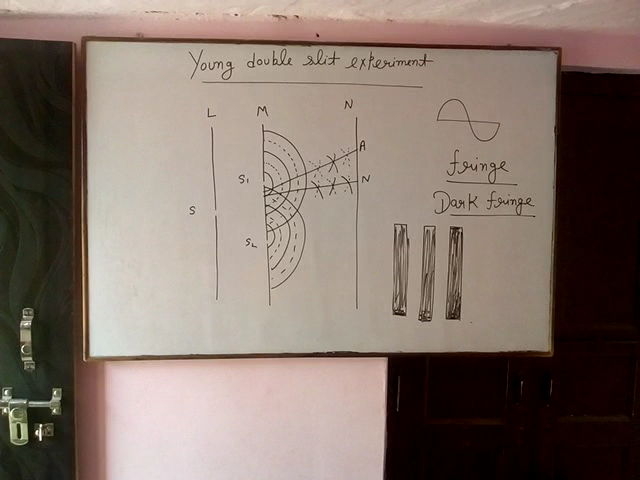 Young double slit experiment
L M N
A
S1
N
S
S2
fringe
Dark fringe